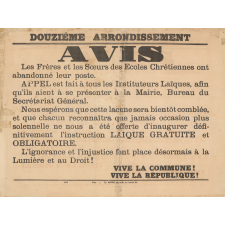 DOUZIÈME ARRONDISSEMENT
AVIS
Les Frères et les Sœurs des Ecoles Chrétiennes ont
abandonné leur poste.
APPEL est fait à tous les Instituteurs Laïques, afin
qu'ils aient à se présenter à la Mairie, Bureau du
Secrétariat Général.
Nous espérons que cette lacune sera bientôt comblée,
et que chacun reconnaîtra que jamais occasion plus
solennelle ne nous a été offerte d'inaugurer défi-
nitivement l'instruction LAÏQUE GRATUITE et
OBLIGATOIRE.
L'ignorance et l'injustice font place désormais à la
Lumière et au Droit!
VIVE LA COMMUNE!
VIVE LA RÉPUBLIQUE!